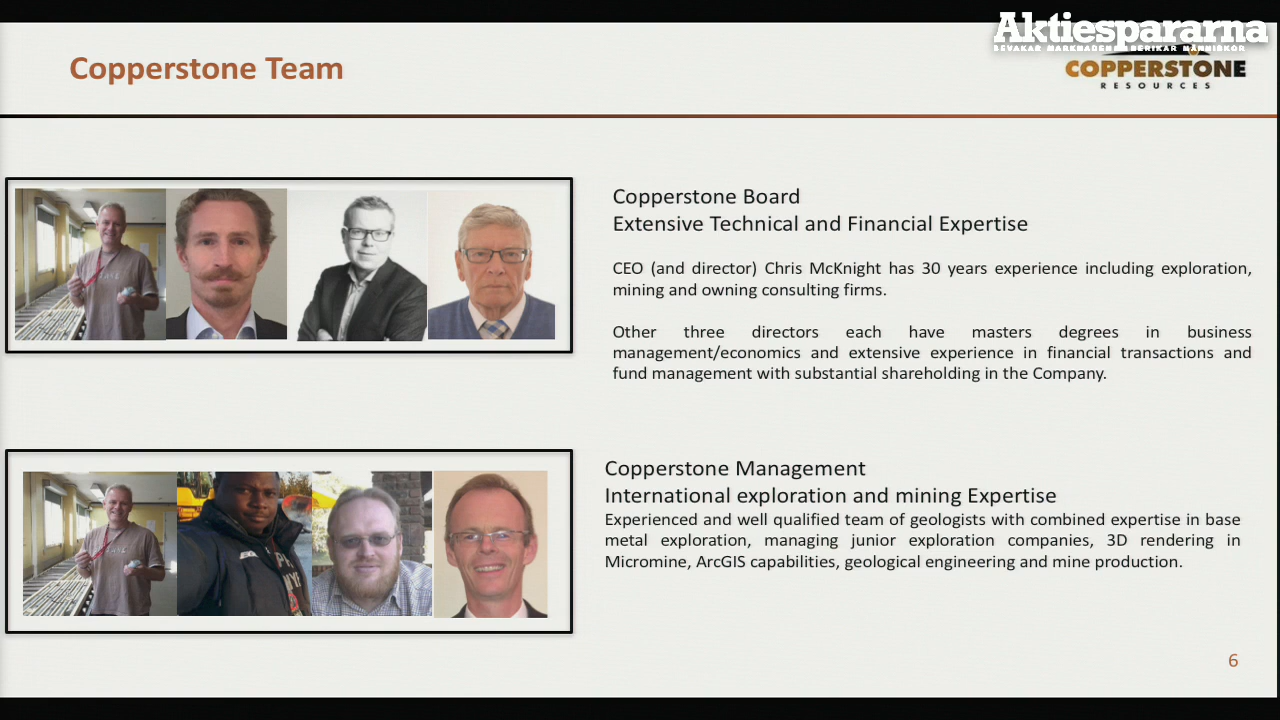 Aktiespararna
BEVAKAR MARKNADEN BERIKAR MÄNNISKOR
Copperstone Team
COPPERSTONE
RESOURCES
Copperstone Board
Extensive Technical and Financial Expertise
CEO (and director) Chris McKnight has 30 years experience including exploration,
mining and owning consulting firms.
Other three directors each have masters degrees in business
management/economics and extensive experience in financial transactions and
fund management with substantial shareholding in the Company.
Copperstone Management
International exploration and mining Expertise
Experienced and well qualified team of geologists with combined expertise in base
metal exploration, managing junior exploration companies, 3D rendering in
Micromine, ArcGIS capabilities, geological engineering and mine production.
6